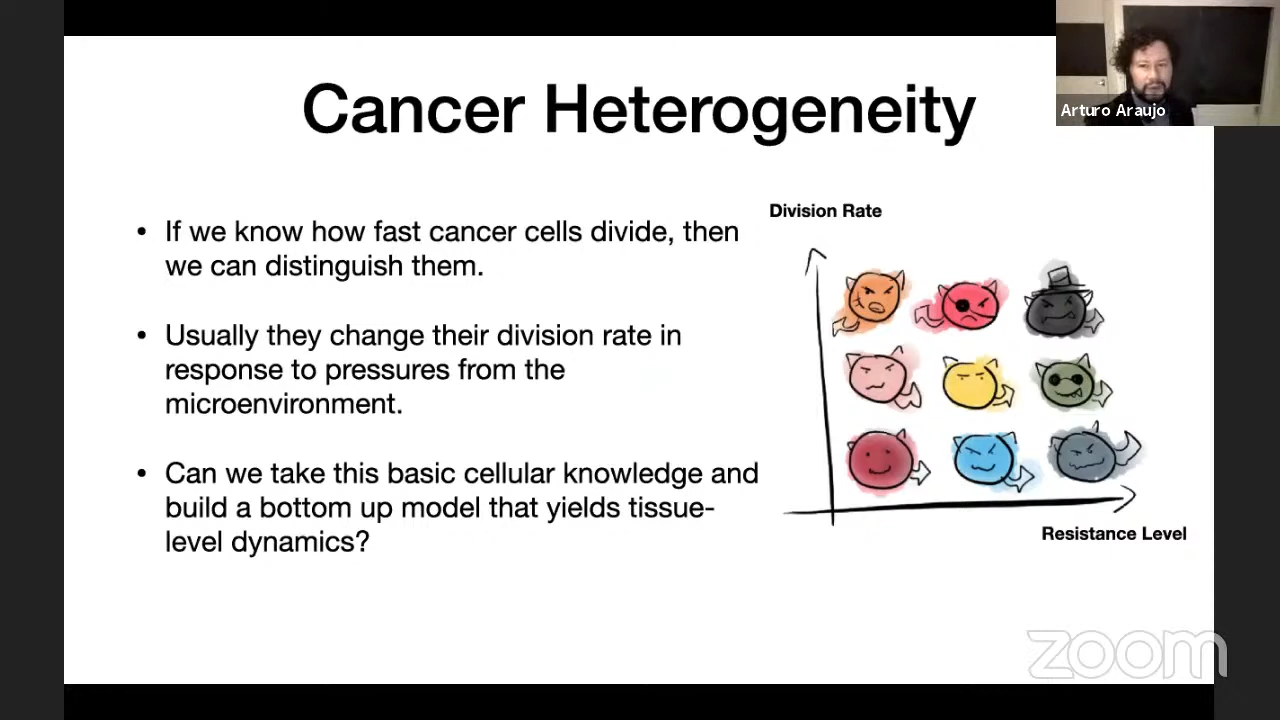 Cancer Heterogeneity
Arturo Araujo
• If we know how fast cancer cells divide, then
we can distinguish them.
• Usually they change their division rate in
response to pressures from the
microenvironment.
• Can we take this basic cellular knowledge and
build a bottom up model that yields tissue-
level dynamics?
Division Rate
Resistance Level
zoom